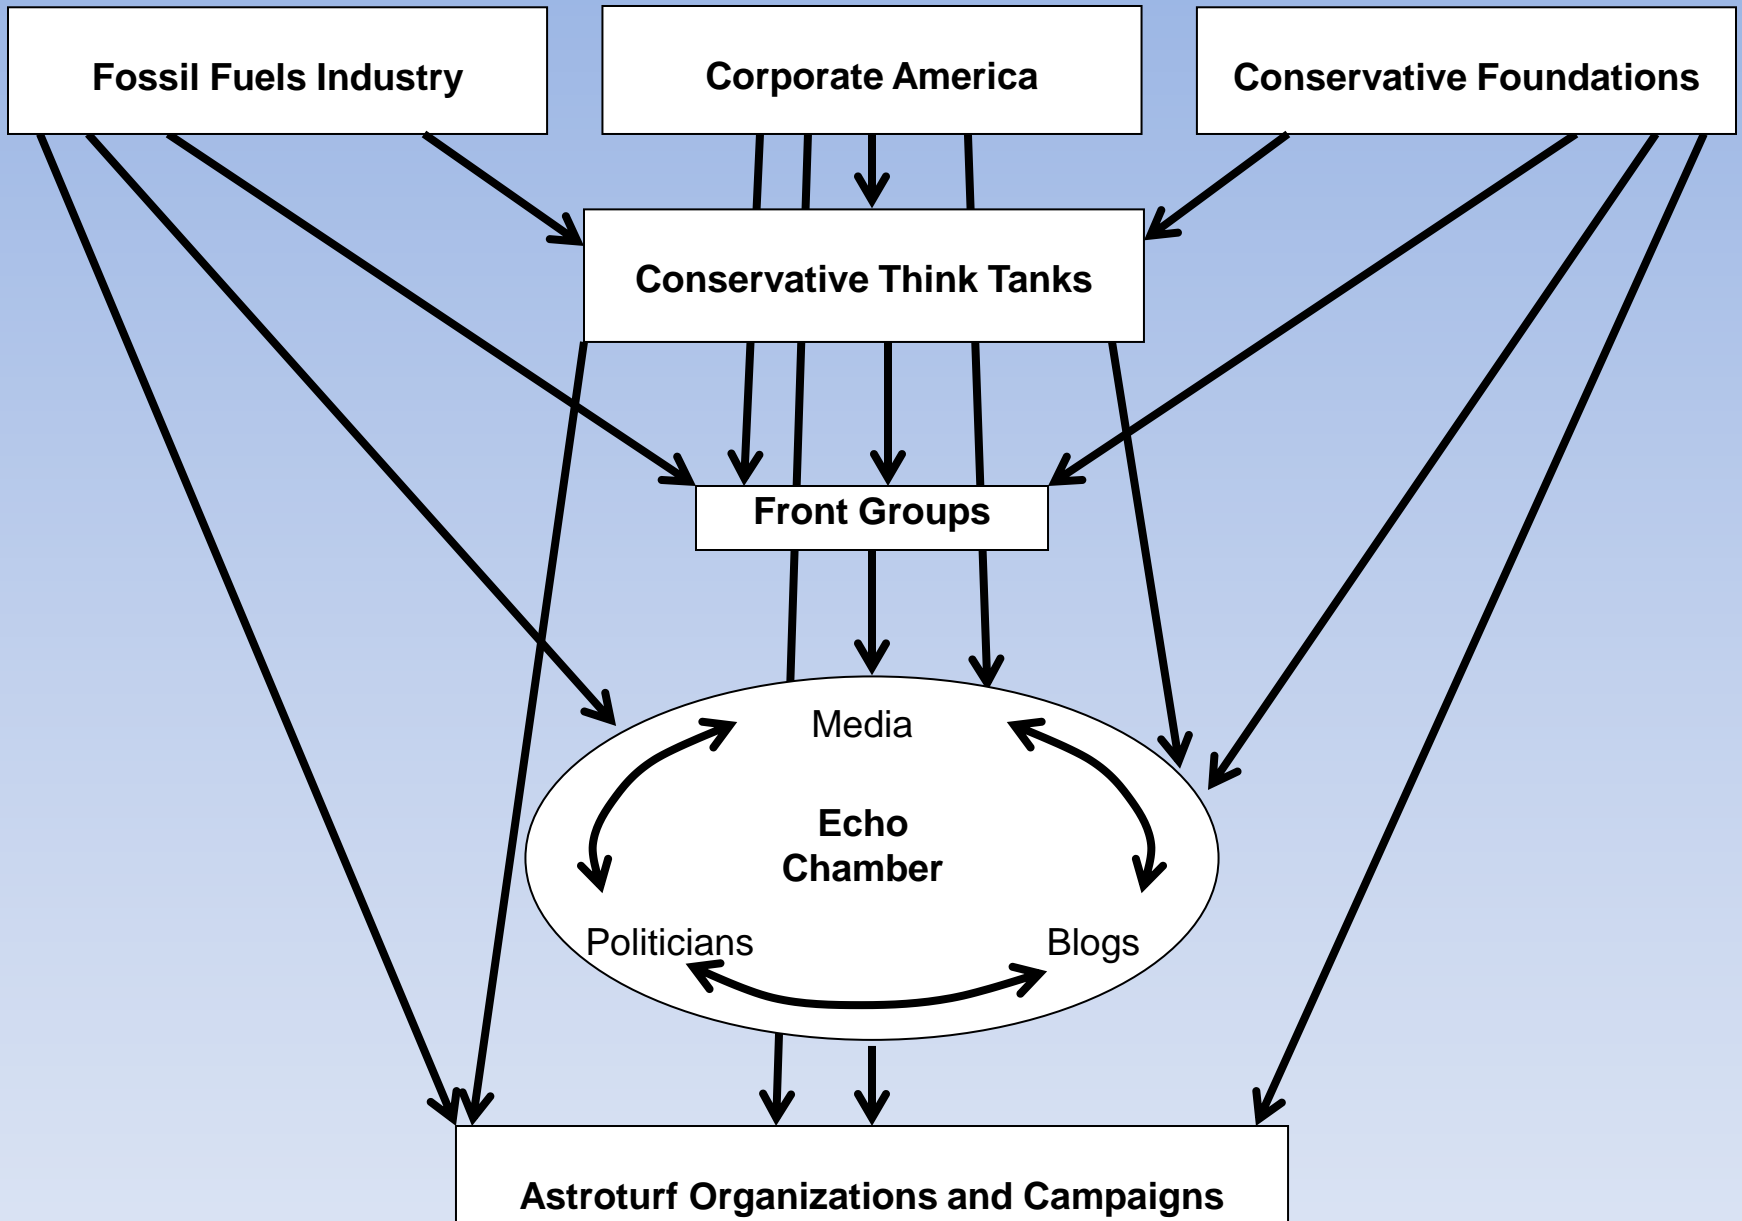 Fossil Fuels Industry
Corporate America
Conservative Foundations
Conservative Think Tanks
Front Groups
Media
Echo
Chamber
Politicians
Blogs
Astroturf Organizations and Campaigns